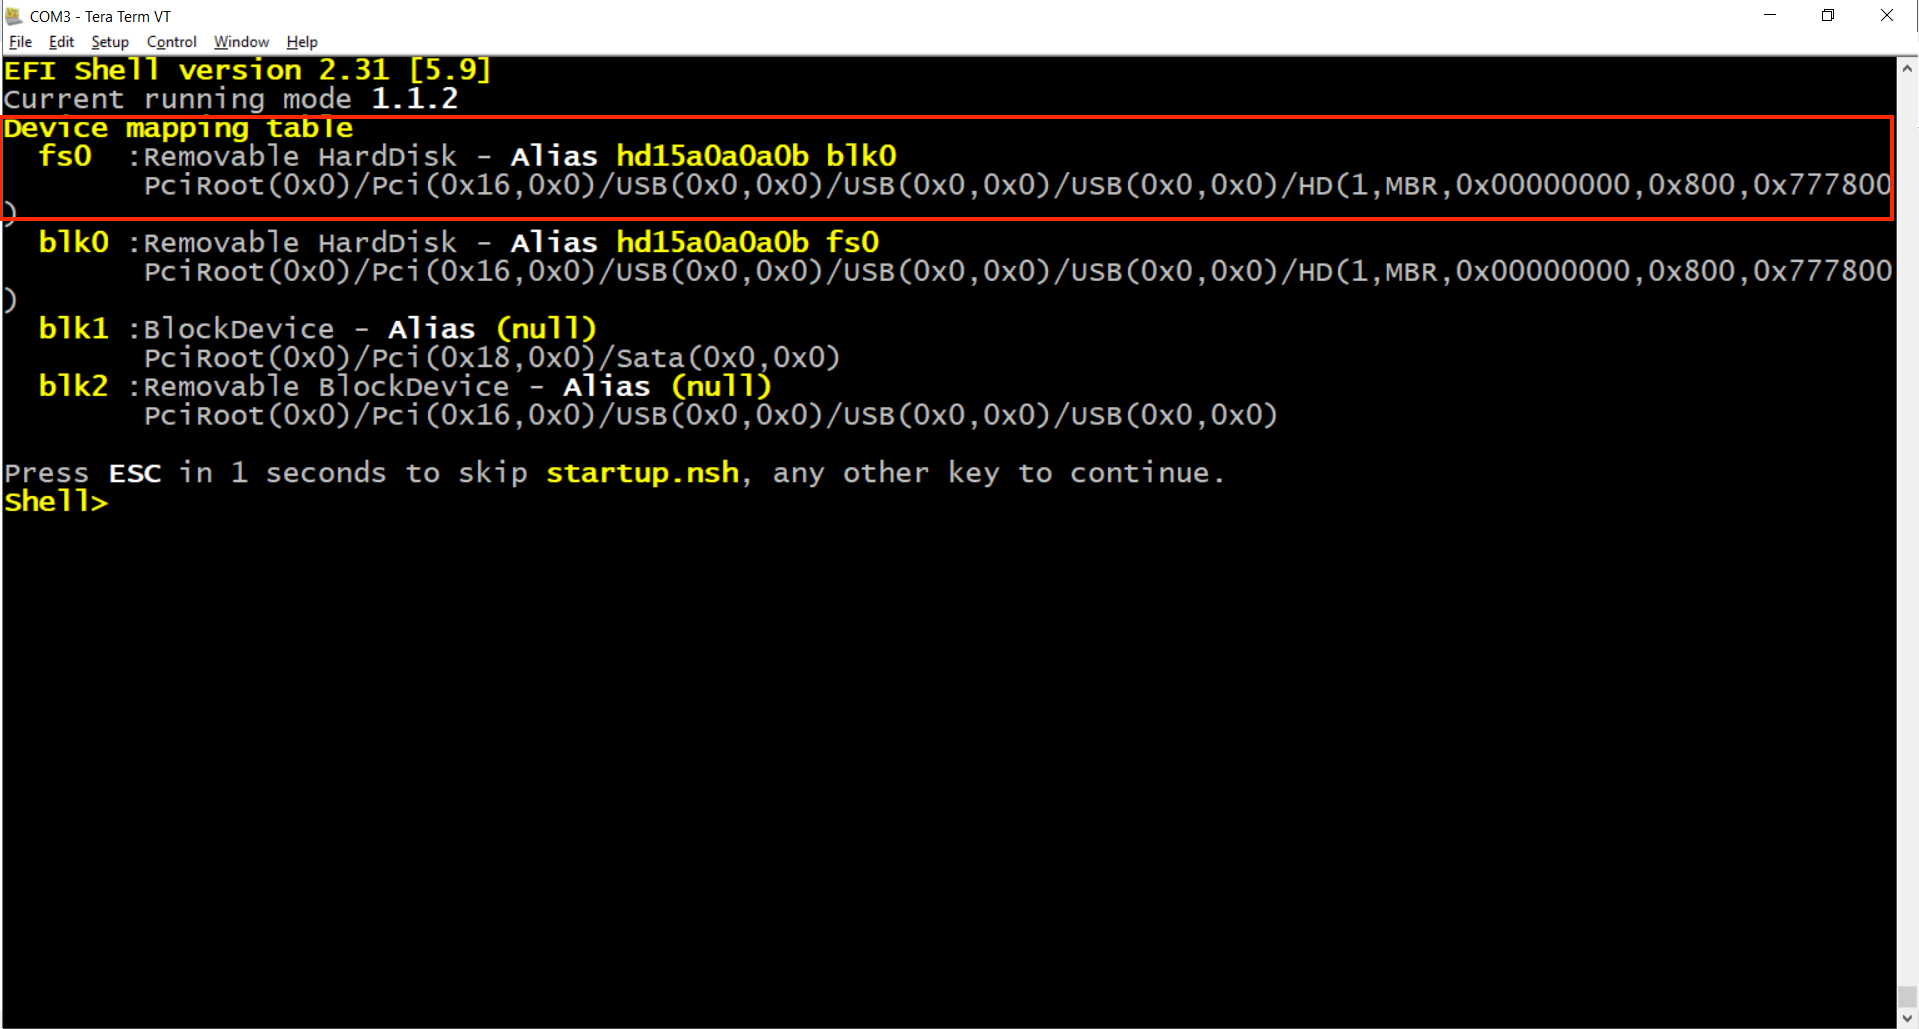 COM3 - Tera Term VT
File Edit Setup Control Window Help
EFI Shell version 2.31 [5.9]
Current running mode 1.1.2
Device mapping table
  fs0  :Removable HardDisk - Alias hd15a0a0a0b blk0
        PciRoot(0x0)/Pci(0x16,0x0)/USB(0x0,0x0)/USB(0x0,0x0)/USB(0x0,0x0)/HD(1,MBR,0x00000000,0x800,0x777800
)
  blk0 :Removable HardDisk - Alias hd15a0a0a0b fs0
        PciRoot(0x0)/Pci(0x16,0x0)/USB(0x0,0x0)/USB(0x0,0x0)/USB(0x0,0x0)/HD(1,MBR,0x00000000,0x800,0x777800
)
  blk1 :BlockDevice - Alias (null)
        PciRoot(0x0)/Pci(0x18,0x0)/Sata(0x0,0x0)
  blk2 :Removable BlockDevice - Alias (null)
        PciRoot(0x0)/Pci(0x16,0x0)/USB(0x0,0x0)/USB(0x0,0x0)/USB(0x0,0x0)
Press ESC in 1 seconds to skip startup.nsh, any other key to continue.
Shell>